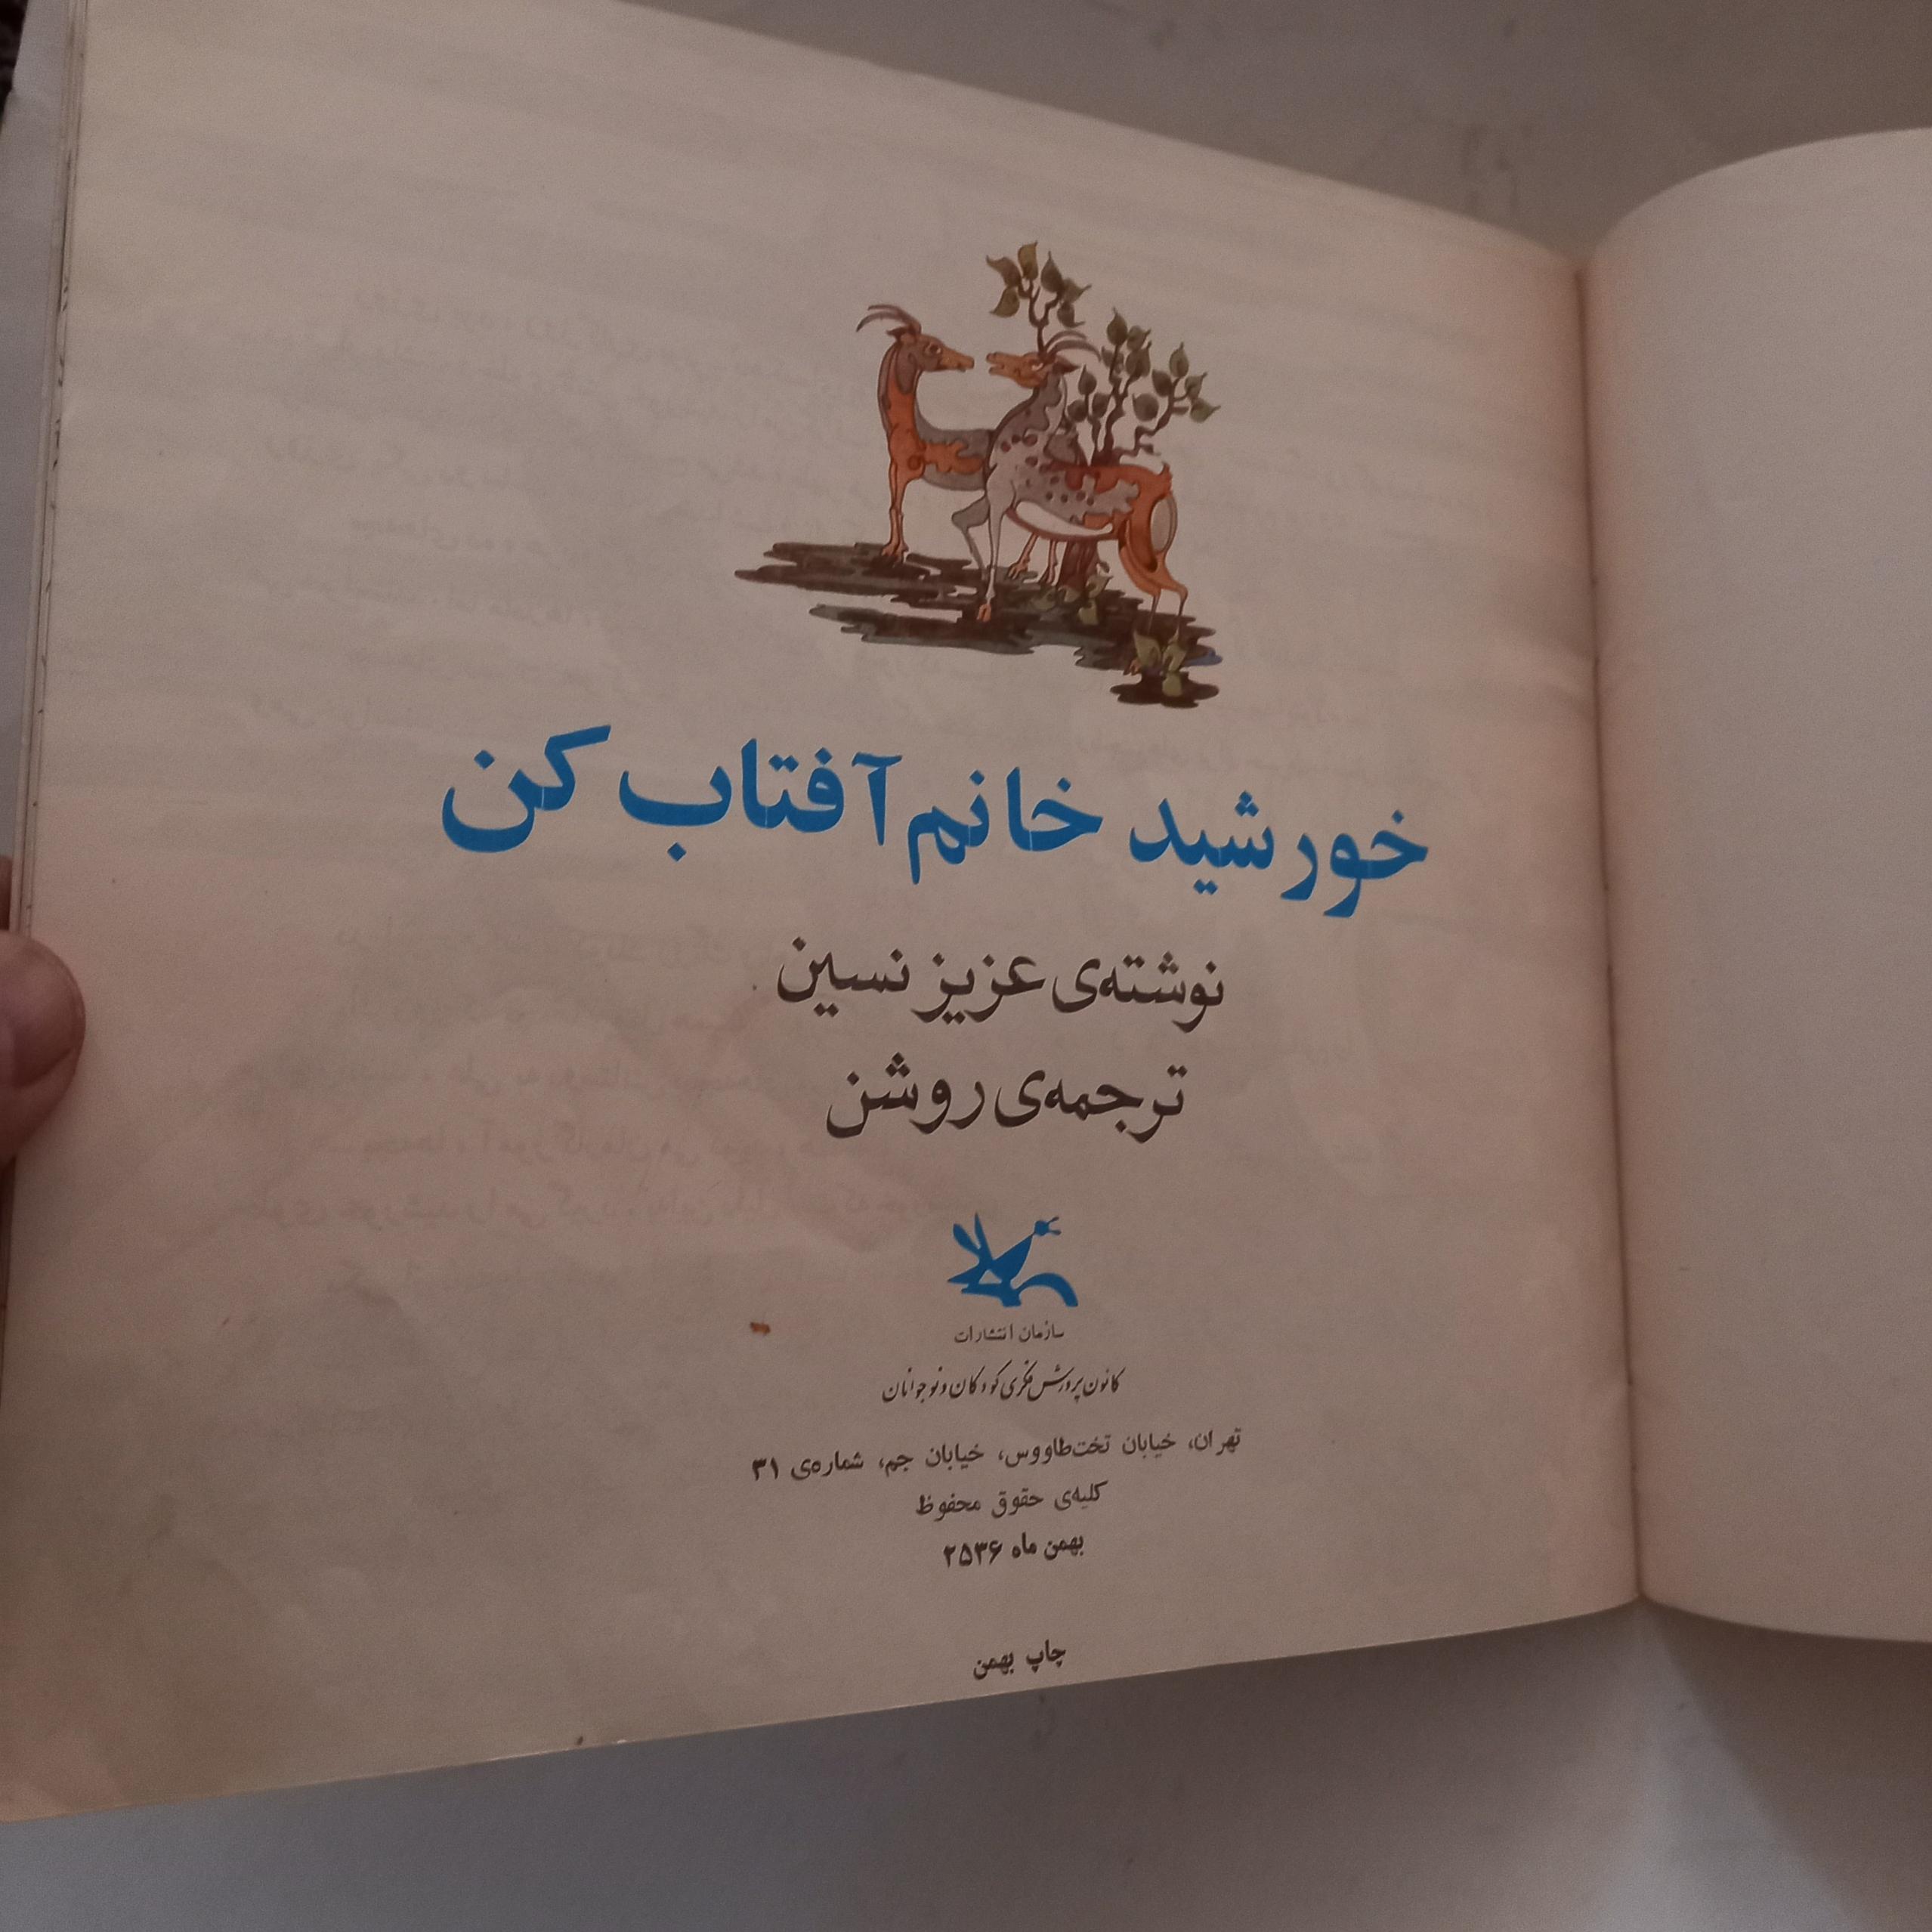 خورشید خانم آفتاب کن
نوشته‌ی عزیز نسین
ترجمه‌ی روشن
سازمان انتشارات
کانون پرورش فکری کودکان و نوجوانان
تهران، خیابان تخت‌طاووس، خیابان جم، شماره‌ی ۳۱
کلیه‌ی حقوق محفوظ
بهمن ماه ۲۵۳۶
چاپ بهمن